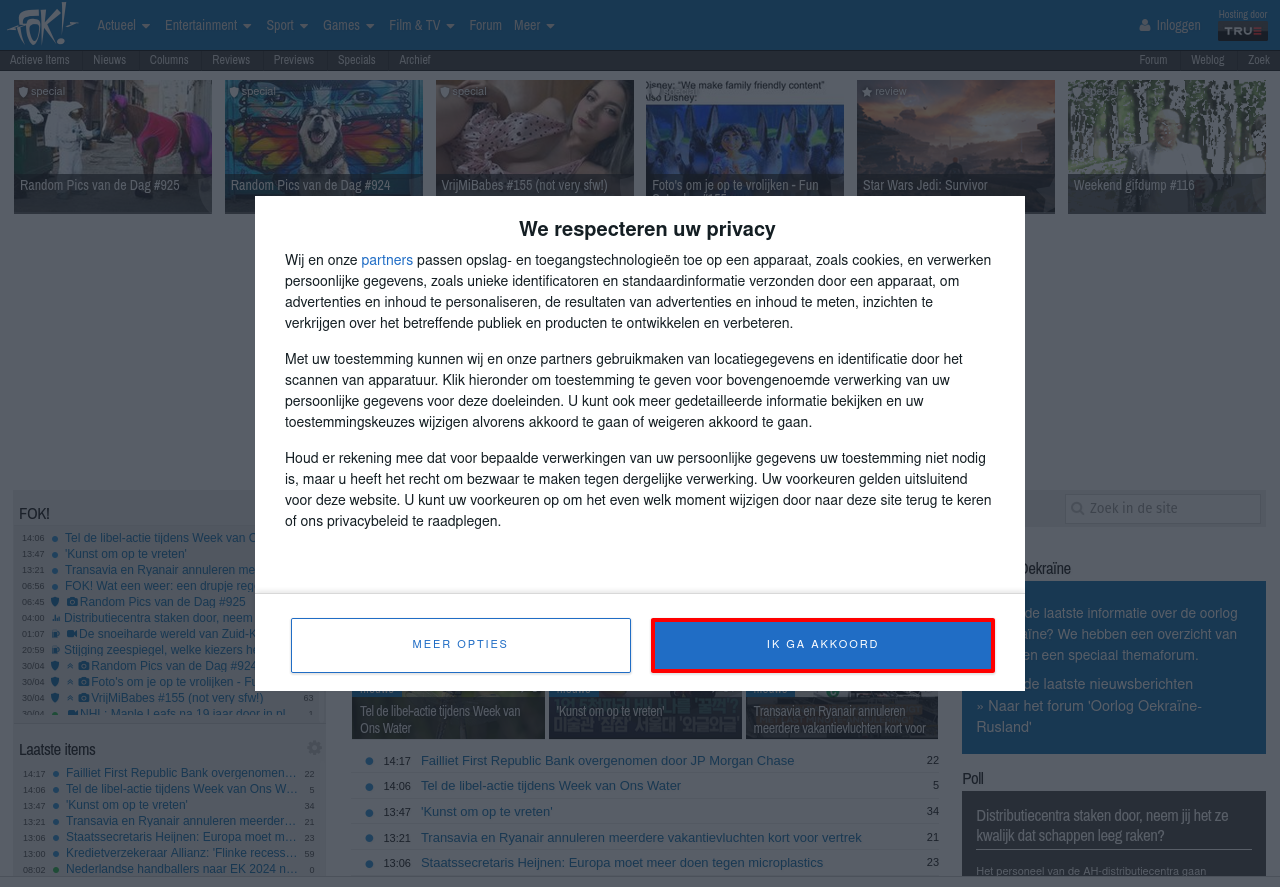 FOK!
Actueel Entertainment Sport Games Film & TV Forum Meer
Inloggen
Hosting door
TRUE
Actieve Items Nieuws Columns Reviews Previews Specials Archief
Forum Weblog Zoek
special
Random Pics van de Dag #925
special
Random Pics van de Dag #924
special
VrijMiBabes #155 (not very sfw!)
Disney: "We make family friendly content"
Also Disney:
Foto's om je op te vrolijken - Fun
review
Star Wars Jedi: Survivor
special
Weekend gifdump #116
We respecteren uw privacy
Wij en onze partners passen opslag- en toegangstechnologieën toe op een apparaat, zoals cookies, en verwerken
persoonlijke gegevens, zoals unieke identificatoren en standaardinformatie verzonden door een apparaat, om
advertenties en inhoud te personaliseren, de resultaten van advertenties en inhoud te meten, inzichten te
verkrijgen over het betreffende publiek en producten te ontwikkelen en verbeteren.
Met uw toestemming kunnen wij en onze partners gebruikmaken van locatiegegevens en identificatie door het
scannen van apparatuur. Klik hieronder om toestemming te geven voor bovengenoemde verwerking van uw
persoonlijke gegevens voor deze doeleinden. U kunt ook meer gedetailleerde informatie bekijken en uw
toestemmingskeuzes wijzigen alvorens akkoord te gaan of weigeren akkoord te gaan.
Houd er rekening mee dat voor bepaalde verwerkingen van uw persoonlijke gegevens uw toestemming niet nodig
is, maar u heeft het recht om bezwaar te maken tegen dergelijke verwerking. Uw voorkeuren gelden uitsluitend
voor deze website. U kunt uw voorkeuren op om het even welk moment wijzigen door naar deze site terug te keren
of ons privacybeleid te raadplegen.
MEER OPTIES
IK GA AKKOORD
FOK!
14:06 Tel de libel-actie tijdens Week van
13:47 'Kunst om op te vreten'
13:21 Transavia en Ryanair annuleren
06:56 FOK! Wat een weer: een drupje
06:45 Random Pics van de Dag #925
04:00 Distributiecentra staken door, neem
01:07 De snoeiharde wereld van
20:59 Stijging zeespiegel, welke kiezers
30/04 Random Pics van de Dag #924
30/04 Foto's om je op te vrolijken -
30/04 VrijMiBabes #155 (not very sfw!) 63
30/04 NHL: Maple Leafs na 19 jaar door in pl... 1
Laatste items
14:17 Failliet First Republic Bank overgenomen... 22
14:06 Tel de libel-actie tijdens Week van Ons W... 5
13:47 'Kunst om op te vreten' 34
13:21 Transavia en Ryanair annuleren meerder... 21
13:06 Staatssecretaris Heijnen: Europa moet m... 23
13:00 Kredietverzekeraar Allianz: 'Flinke recess... 59
08:02 Nederlandse handballers naar EK 2024 n... 0
Tel de libel-actie tijdens Week van
Ons Water
'Kunst om op te vreten'
Transavia en Ryanair annuleren
meerdere vakantievluchten kort voor
14:17 Failliet First Republic Bank overgenomen door JP Morgan Chase 22
14:06 Tel de libel-actie tijdens Week van Ons Water 5
13:47 'Kunst om op te vreten' 34
13:21 Transavia en Ryanair annuleren meerdere vakantievluchten kort voor vertrek 21
13:06 Staatssecretaris Heijnen: Europa moet meer doen tegen microplastics 23
Zoek in de site
Oekraïne
de laatste informatie over de oorlog
We hebben een overzicht van
en een speciaal themaforum.
de laatste nieuwsberichten
» Naar het forum 'Oorlog Oekraïne-
Rusland'
Poll
Distributiecentra staken door, neem jij het ze
kwalijk dat schappen leeg raken?
Het personeel van de AH-distributiecentra gaan